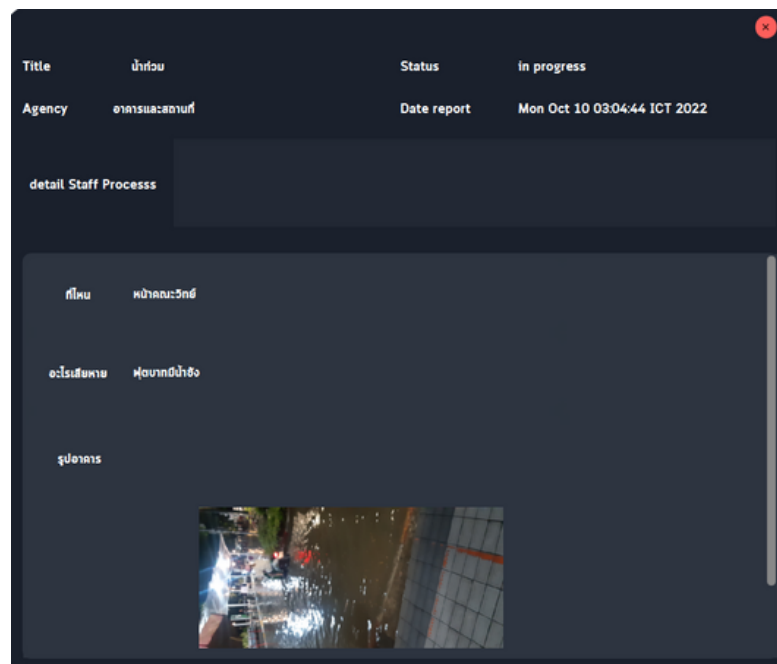 Title น้ำท่วม Status in progress
Agency อาคารและสถานที่ Date report Mon Oct 10 03:04:44 ICT 2022
detail Staff Processs
ที่ไหน หน้าคณะวิทย์
อะไรเสียหาย ฟุตบาทมีน้ำขัง
รูปอาคาร